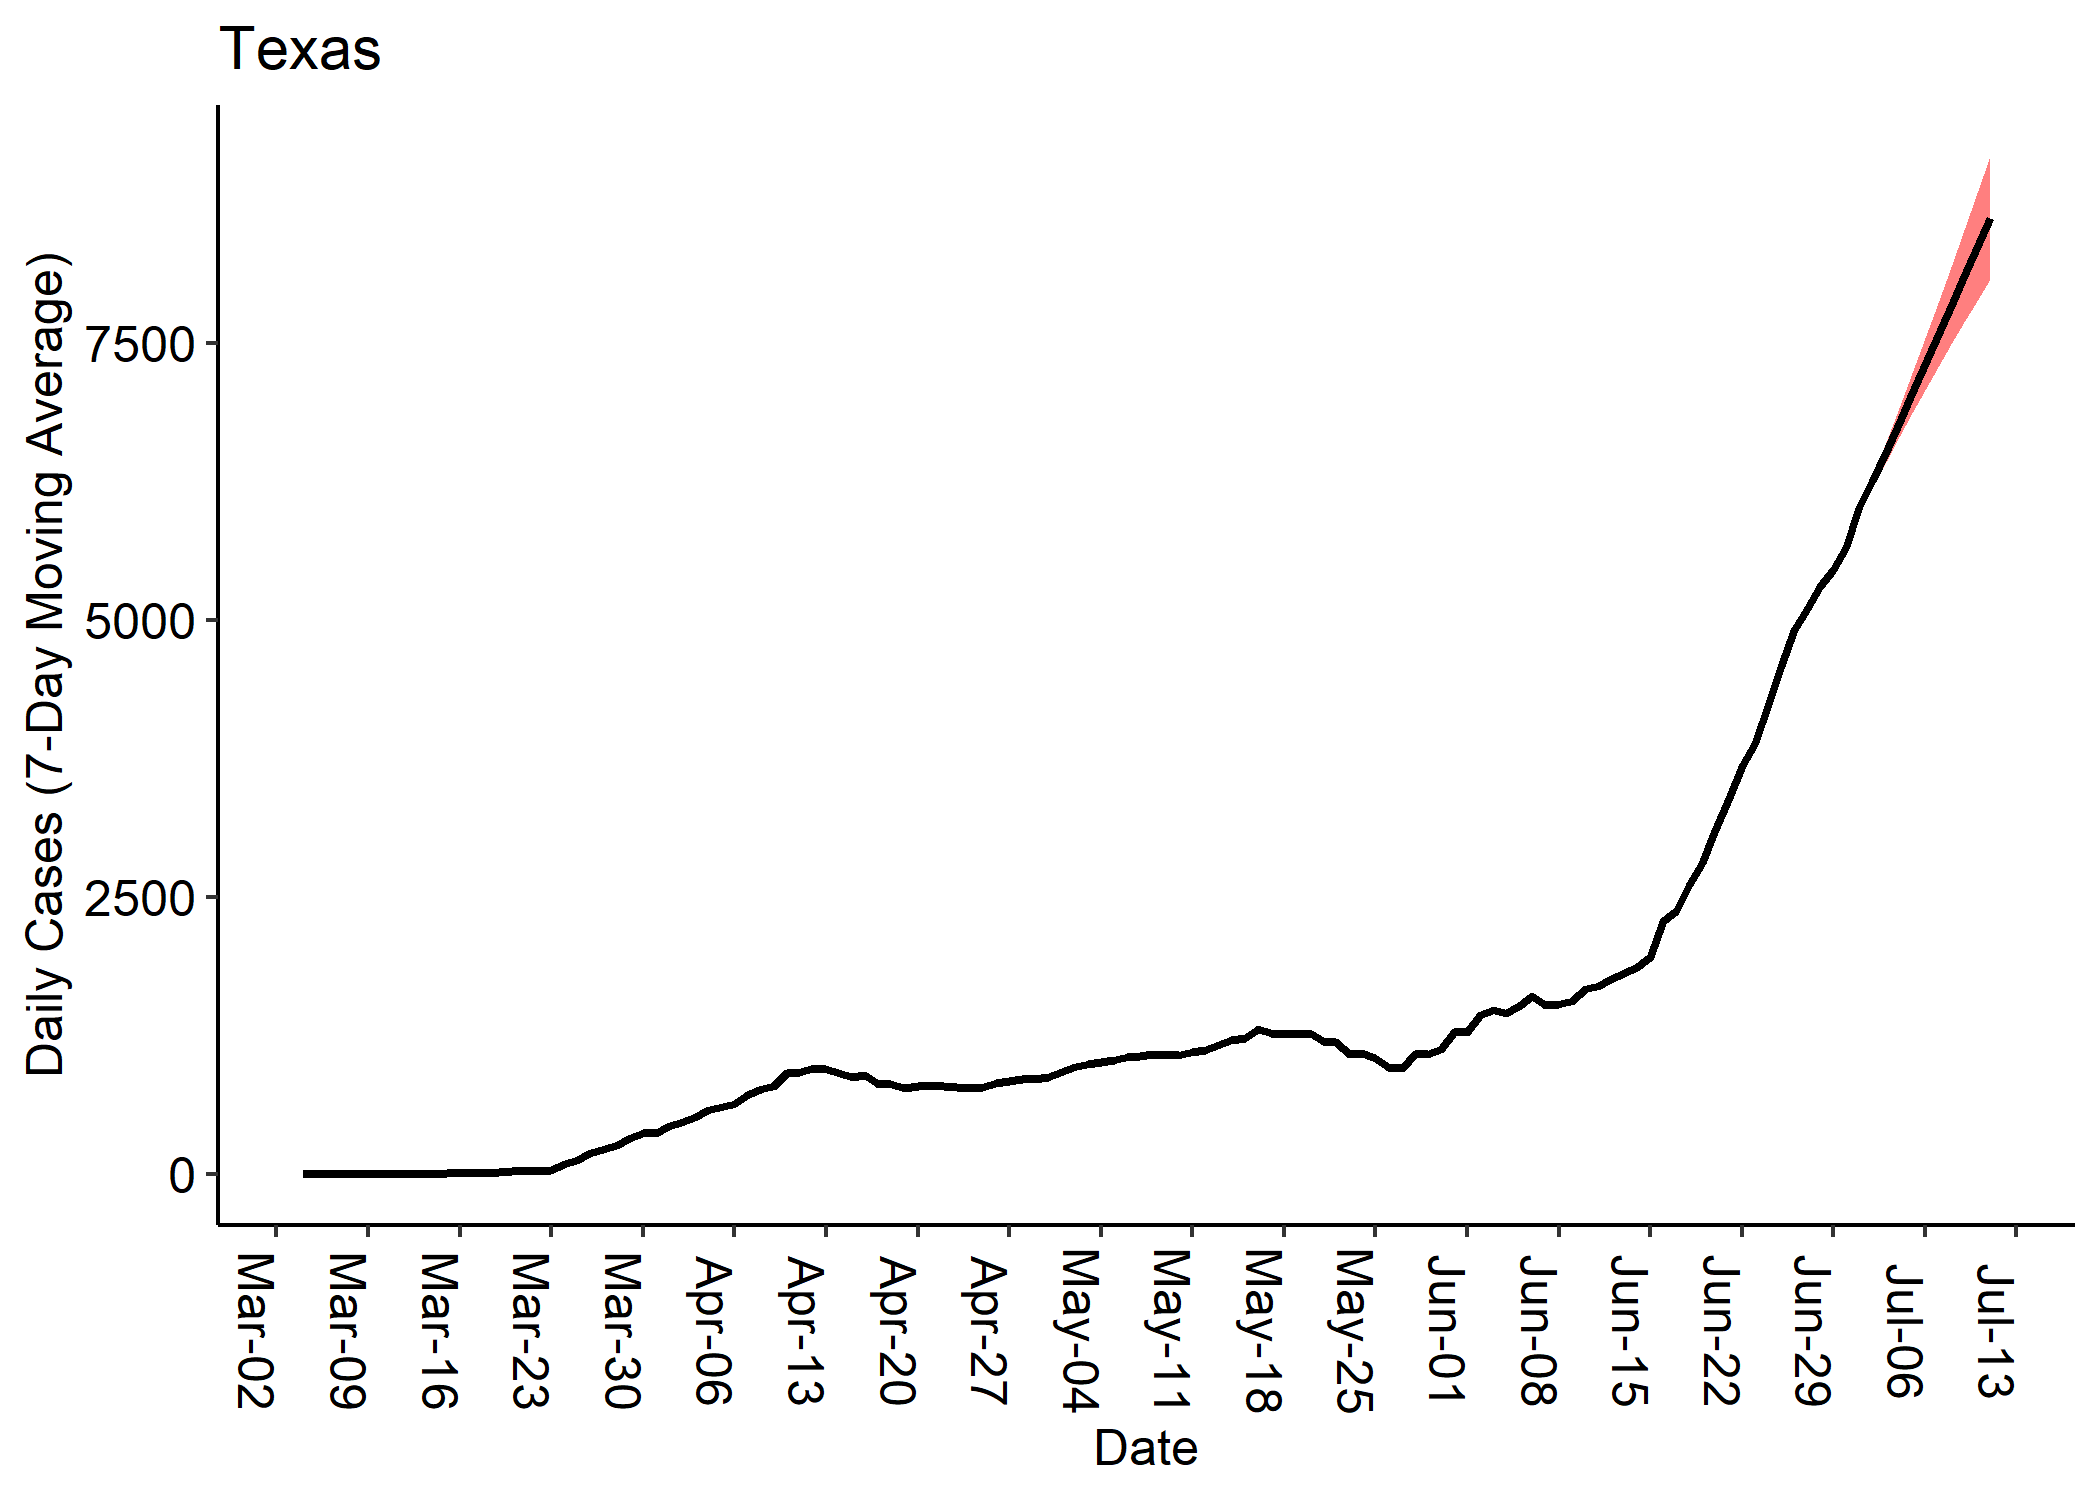 Texas
Daily Cases (7-Day Moving Average)
7500
5000
2500
0
Mar-02
Mar-09
Mar-16
Mar-23
Mar-30
Apr-06
Apr-13
Apr-20
Apr-27
May-04
May-11
May-18
May-25
Jun-01
Jun-08
Jun-15
Jun-22
Jun-29
Jul-06
Jul-13
Date